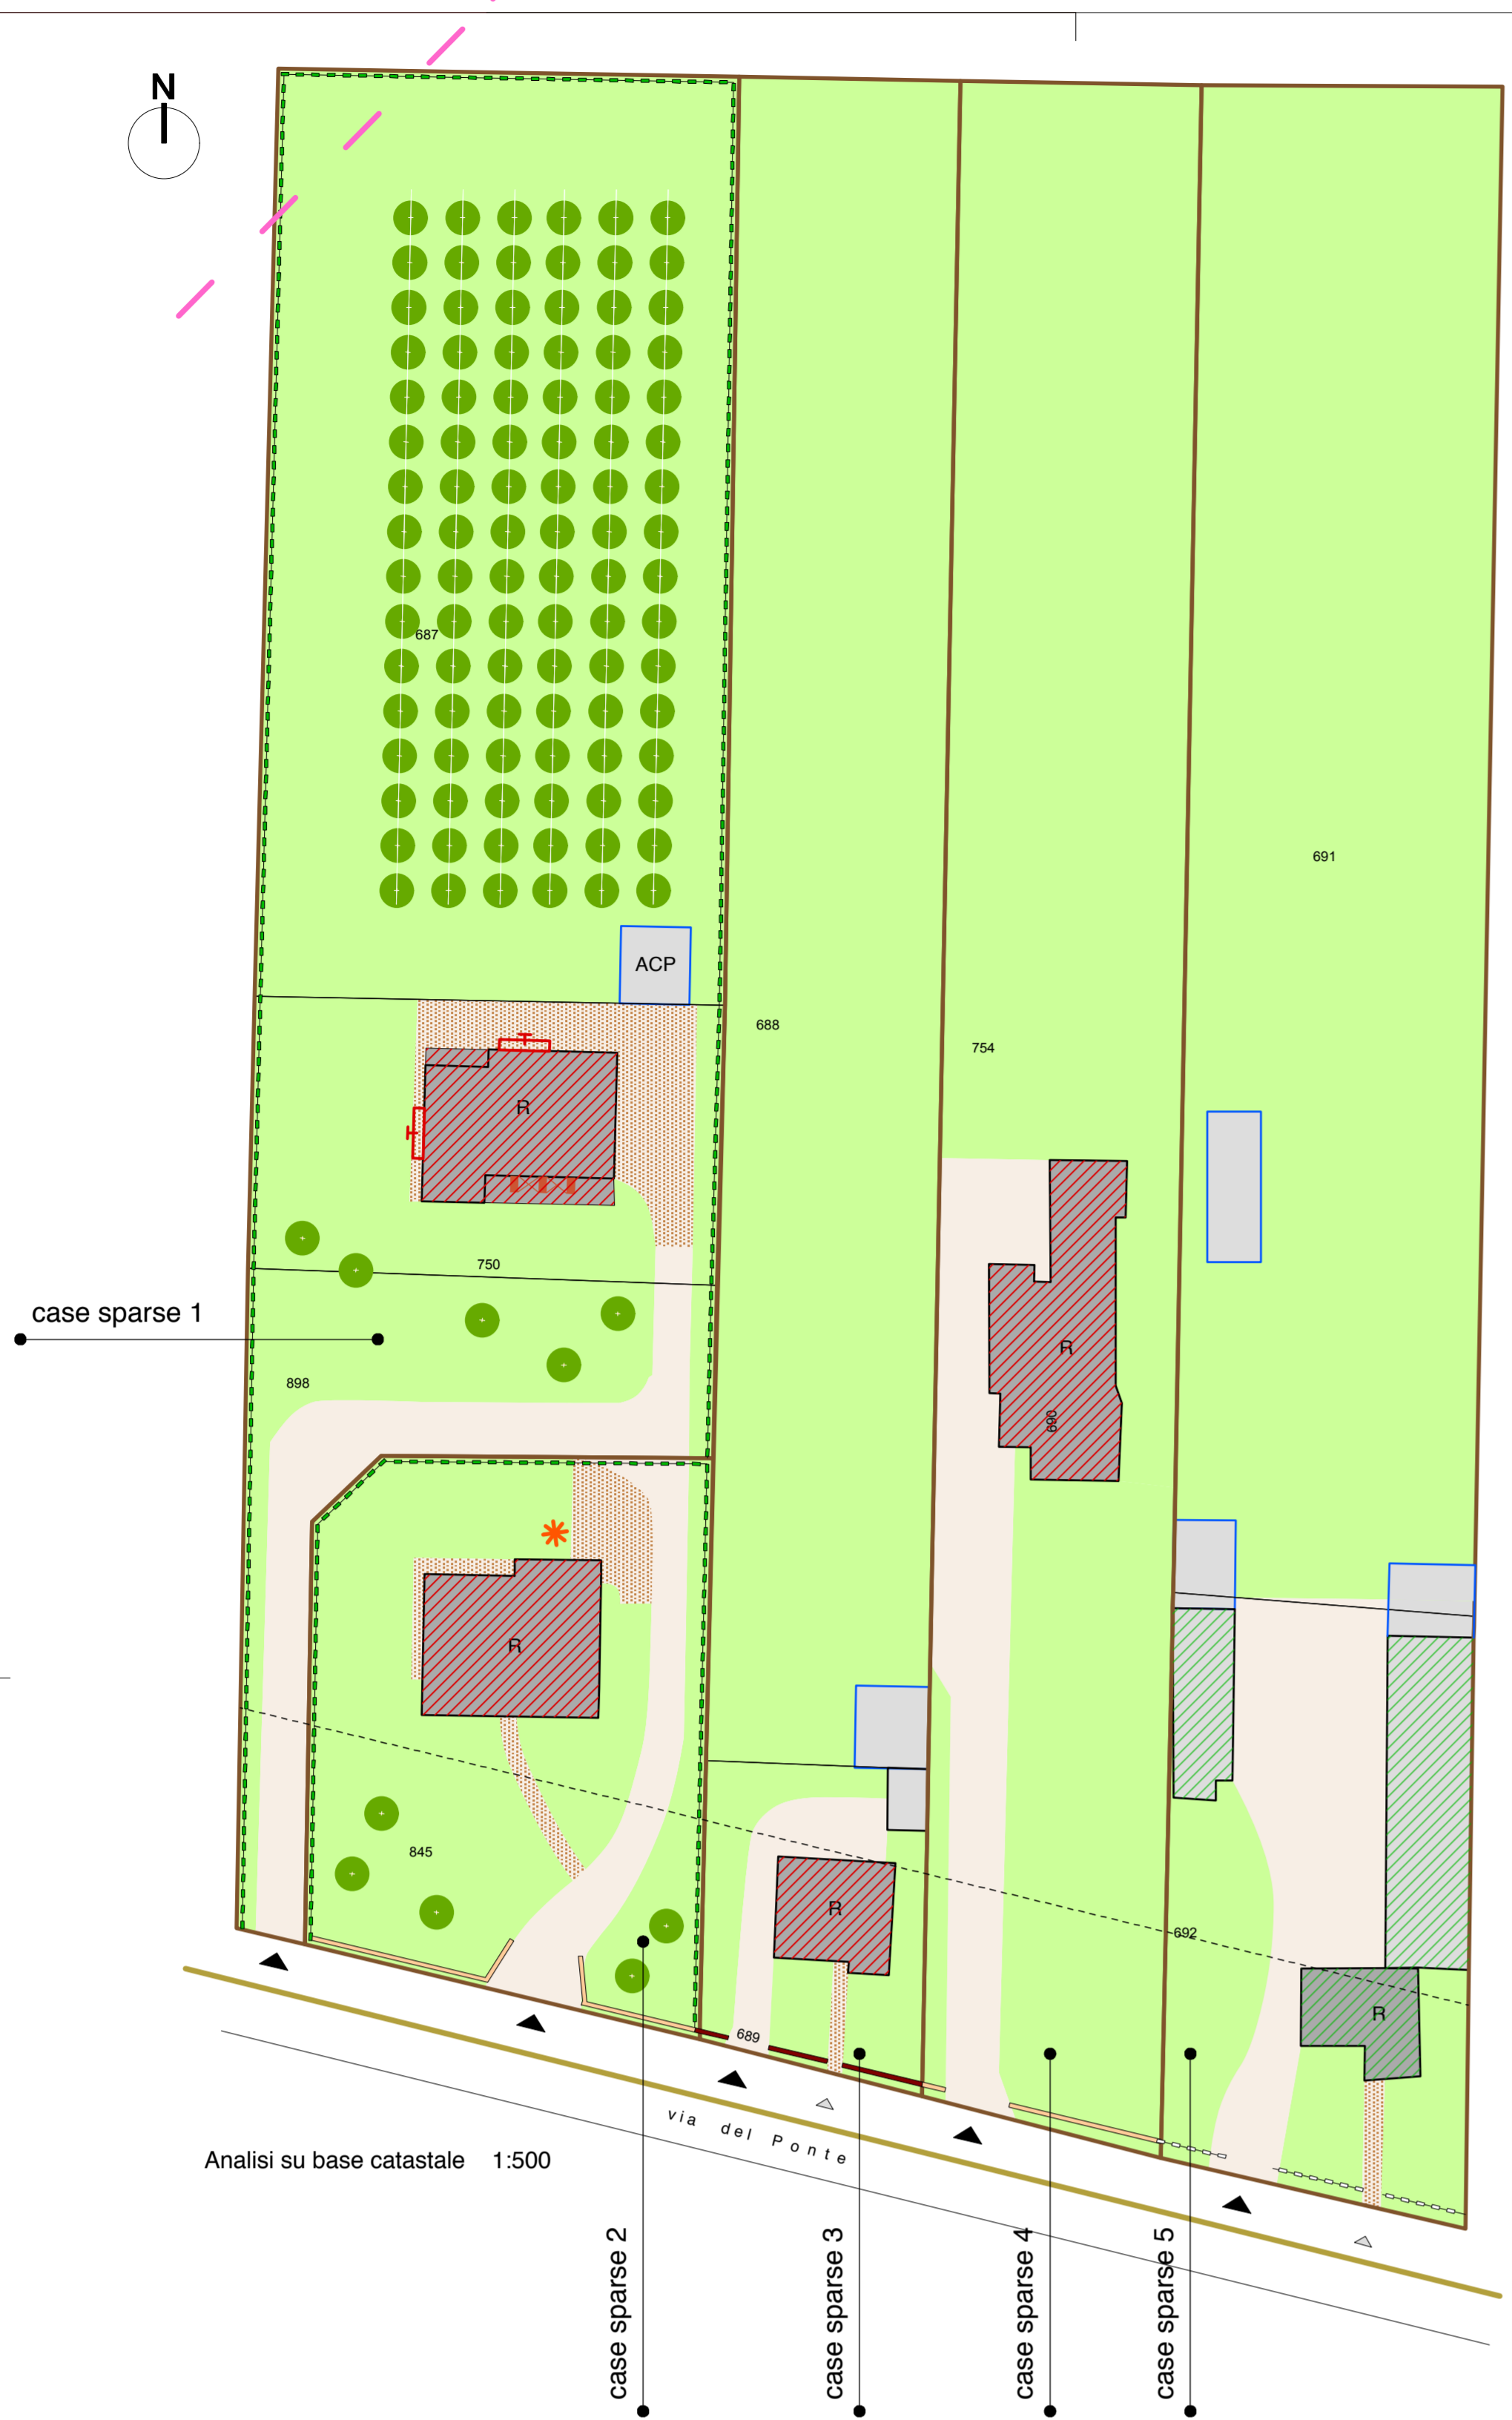 N
687
691
ACP
688
754
R
750
case sparse 1
R
690
898
R
845
R
692
R
689
via del Ponte
Analisi su base catastale 1:500
case sparse 2
case sparse 3
case sparse 4
case sparse 5